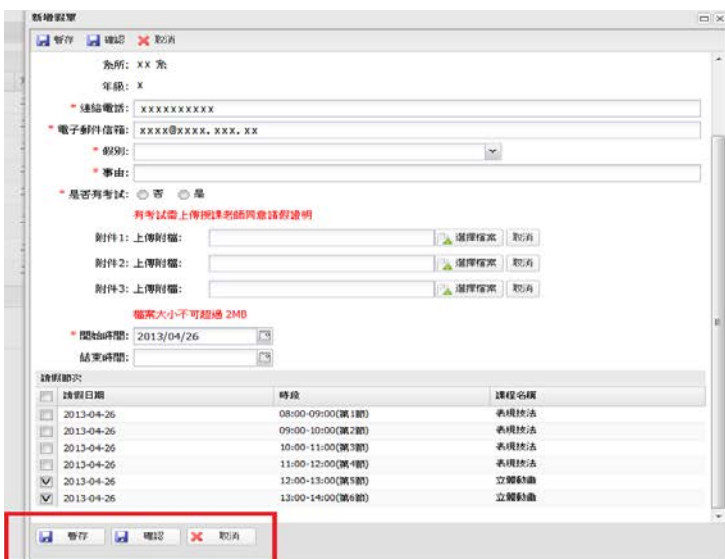 新增假單
暫存 確認 取消
系所: XX 系
年級: X
* 連絡電話: xxxxxxxxxx
* 電子郵件信箱: xxxx@xxxx.xxx.xx
* 假別:
* 事由:
* 是否有考試: 否 是
有考試需上傳授課老師同意請假證明
附件1: 上傳附檔: 選擇檔案 取消
附件2: 上傳附檔: 選擇檔案 取消
附件3: 上傳附檔: 選擇檔案 取消
檔案大小不可超過 2MB
* 開始時間: 2013/04/26
結束時間:
請假節次
請假日期 時段 課程名稱
2013-04-26 08:00-09:00(第1節) 表現技法
2013-04-26 09:00-10:00(第2節) 表現技法
2013-04-26 10:00-11:00(第3節) 表現技法
2013-04-26 11:00-12:00(第4節) 表現技法
2013-04-26 12:00-13:00(第5節) 立體動畫
2013-04-26 13:00-14:00(第6節) 立體動畫
暫存 確認 取消